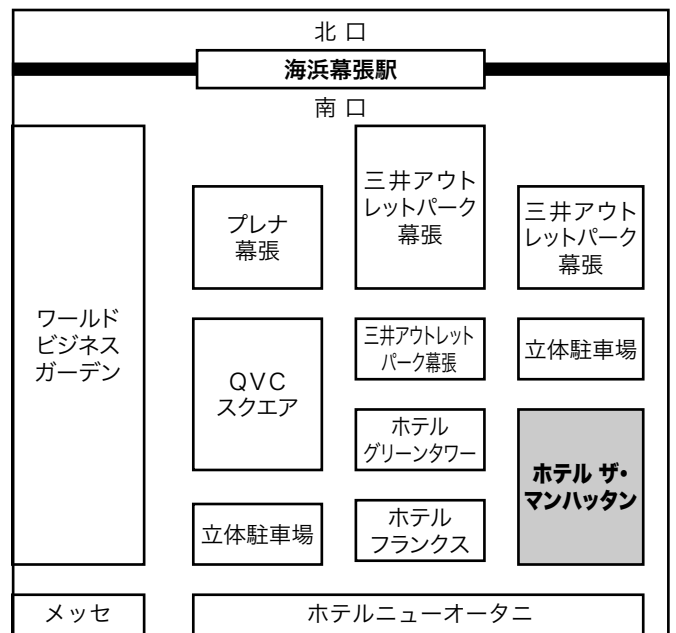 北口
海浜幕張駅
南口
ワールド
ビジネス
ガーデン
プレナ
幕張
三井アウト
レットパーク
幕張
三井アウト
レットパーク
幕張
QVC
スクエア
三井アウトレット
パーク幕張
立体駐車場
ホテル
グリーンタワー
ホテル ザ・
マンハッタン
立体駐車場
ホテル
フランクス
メッセ
ホテルニューオータニ